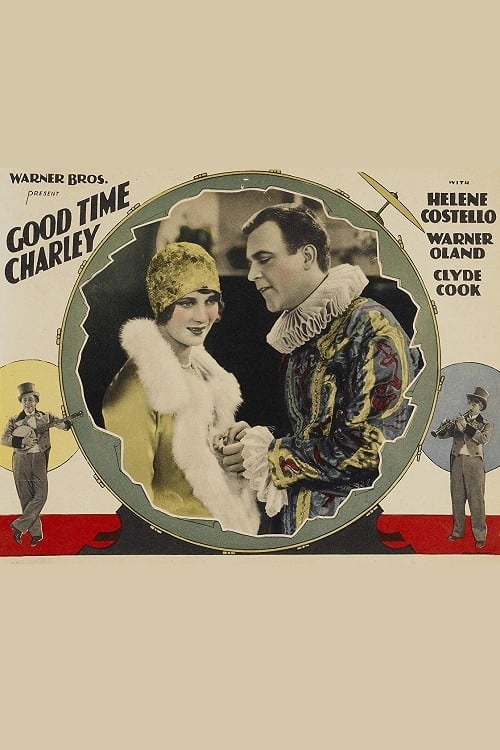 WARNER BROS.
PRESENT
GOOD TIME
CHARLEY
WITH
HELENE
COSTELLO
WARNER
OLAND
CLYDE
COOK